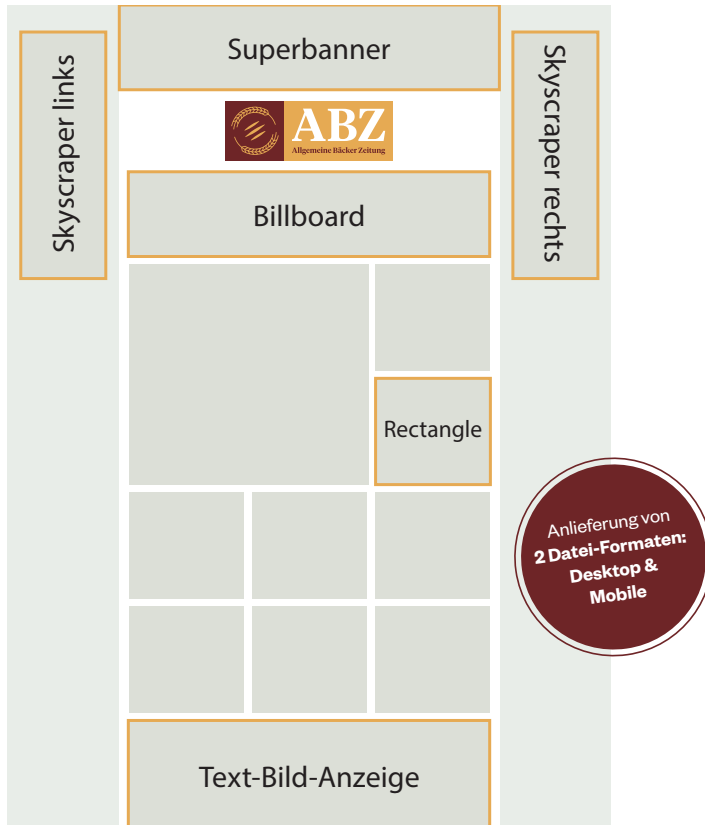 Superbanner
Skyscraper links
Skyscraper rechts
ABZ
Allgemeine Bäcker Zeitung
Billboard
Rectangle
Anlieferung von
2 Datei-Formaten:
Desktop &
Mobile
Text-Bild-Anzeige